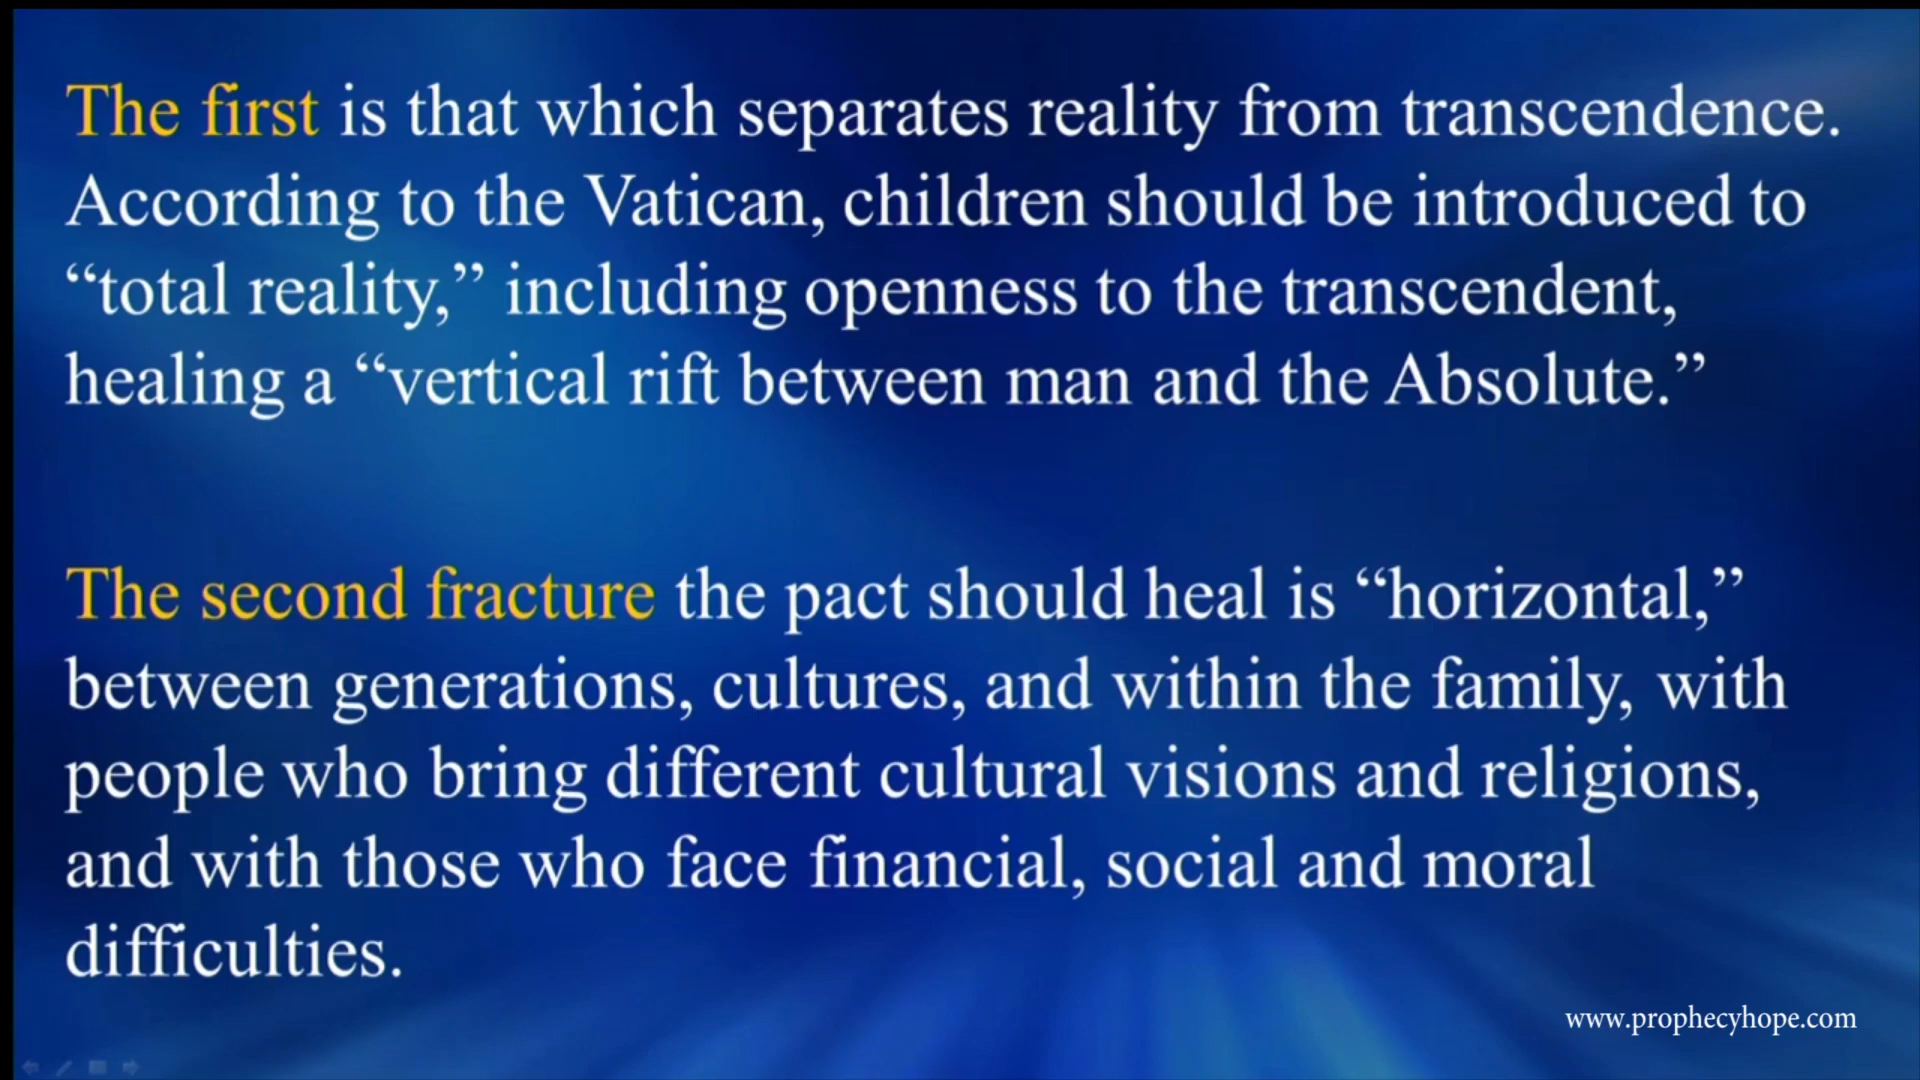 The first is that which separates reality from transcendence.
According to the Vatican, children should be introduced to
“total reality,” including openness to the transcendent,
healing a “vertical rift between man and the Absolute.”
The second fracture the pact should heal is “horizontal,”
between generations, cultures, and within the family, with
people who bring different cultural visions and religions,
and with those who face financial, social and moral
difficulties.
www.prophecyhope.com